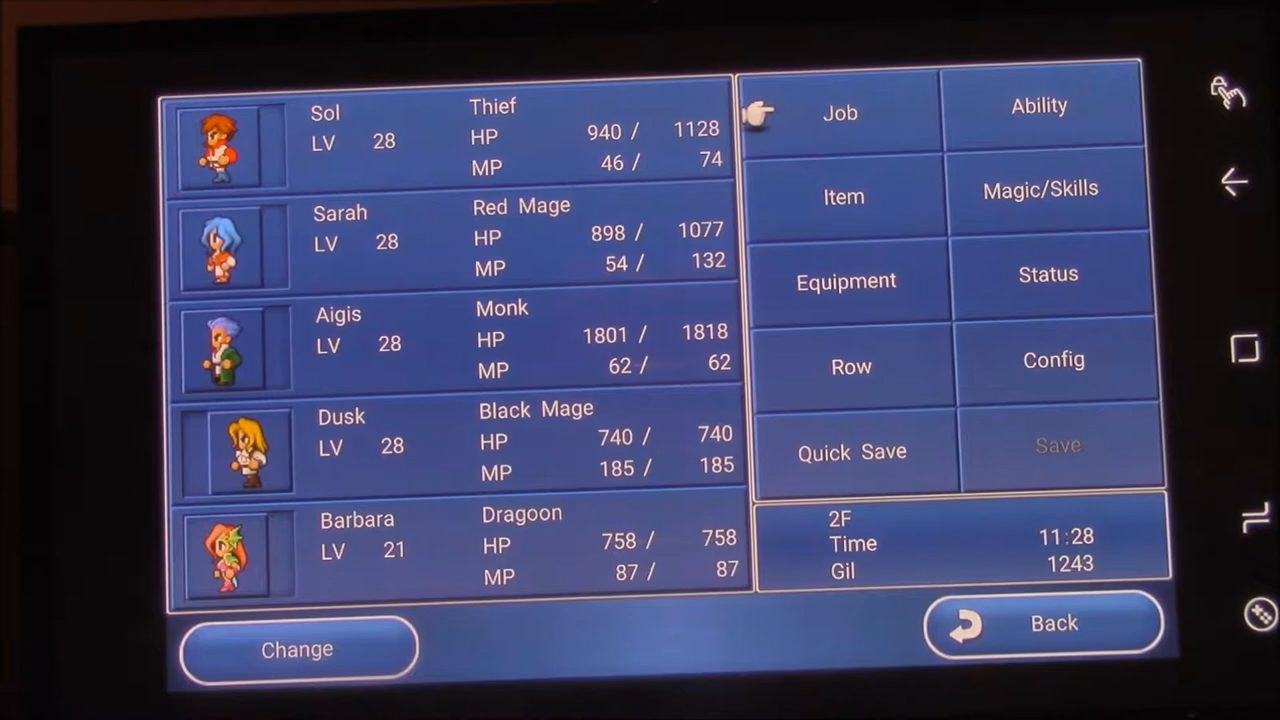 Sol Thief
LV 28 HP 940 / 1128
MP 46 / 74
Sarah Red Mage
LV 28 HP 898 / 1077
MP 54 / 132
Aigis Monk
LV 28 HP 1801 / 1818
MP 62 / 62
Dusk Black Mage
LV 28 HP 740 / 740
MP 185 / 185
Barbara Dragoon
LV 21 HP 758 / 758
MP 87 / 87
Change
Job Ability
Item Magic/Skills
Equipment Status
Row Config
Quick Save Save
2F
Time 11:28
Gil 1243
Back